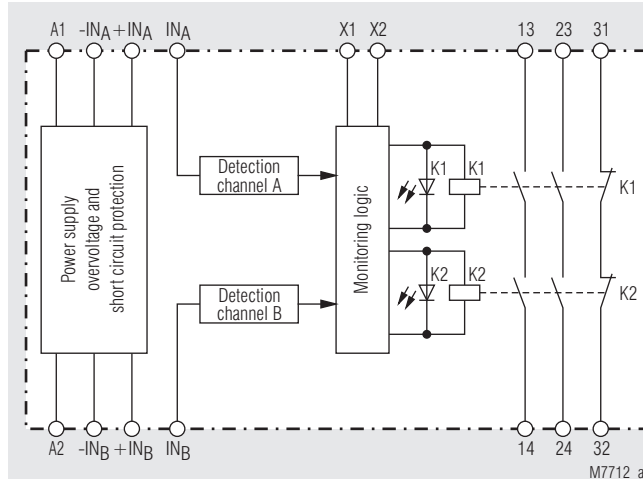 A1 -INA +INA INA X1 X2 13 23 31
Power supply
overvoltage and
short circuit protection
Detection
channel A
Detection
channel B
Monitoring logic
K1 K1 K1
K2 K2 K2
A2 -INB +INB INB 14 24 32
M7712_a